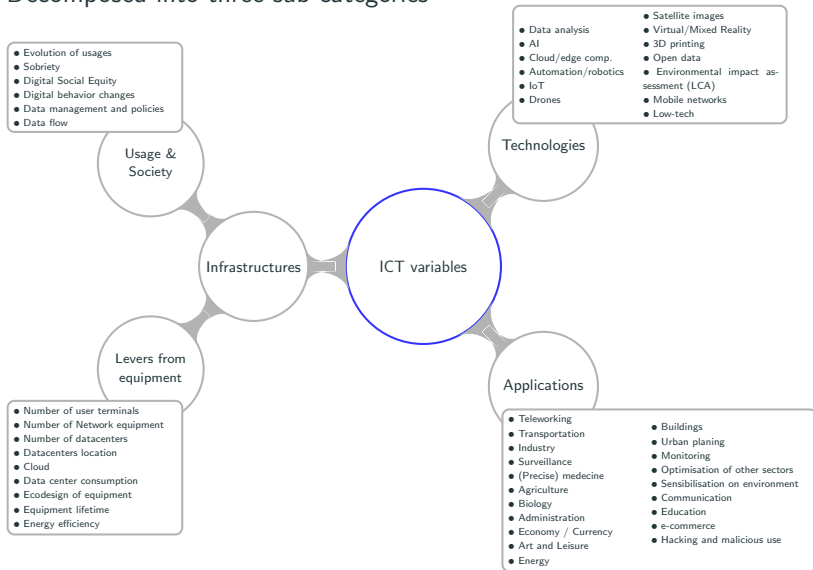 Decomposed into three sub-categories
• Evolution of usages
• Sobriety
• Digital Social Equity
• Digital behavior changes
• Data management and policies
• Data flow
Usage &
Society
• Data analysis
• AI
• Cloud/edge comp.
• Automation/robotics
• IoT
• Drones
• Satellite images
• Virtual/Mixed Reality
• 3D printing
• Open data
• Environmental impact as-
sessment (LCA)
• Mobile networks
• Low-tech
Technologies
Infrastructures
ICT variables
Levers from
equipment
• Number of user terminals
• Number of Network equipment
• Number of datacenters
• Datacenters location
• Cloud
• Data center consumption
• Ecodesign of equipment
• Equipment lifetime
• Energy efficiency
Applications
• Teleworking
• Transportation
• Industry
• Surveillance
• (Precise) medecine
• Agriculture
• Biology
• Administration
• Economy / Currency
• Art and Leisure
• Energy
• Buildings
• Urban planing
• Monitoring
• Optimisation of other sectors
• Sensibilisation on environment
• Communication
• Education
• e-commerce
• Hacking and malicious use